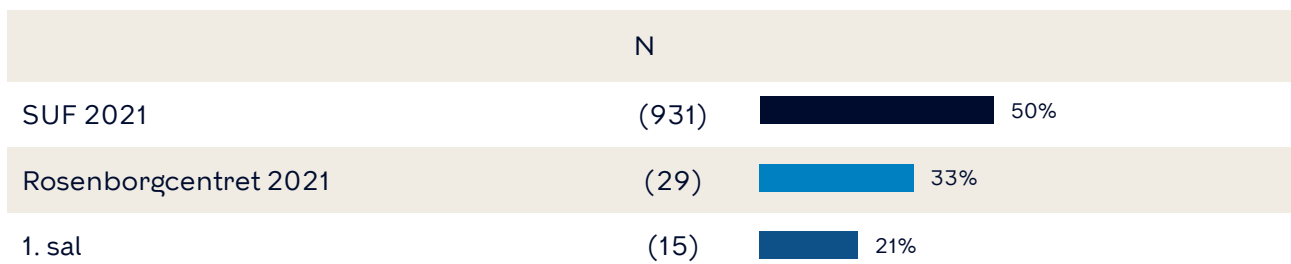 N
SUF 2021 (931) 50%
Rosenborgcentret 2021 (29) 33%
1. sal (15) 21%